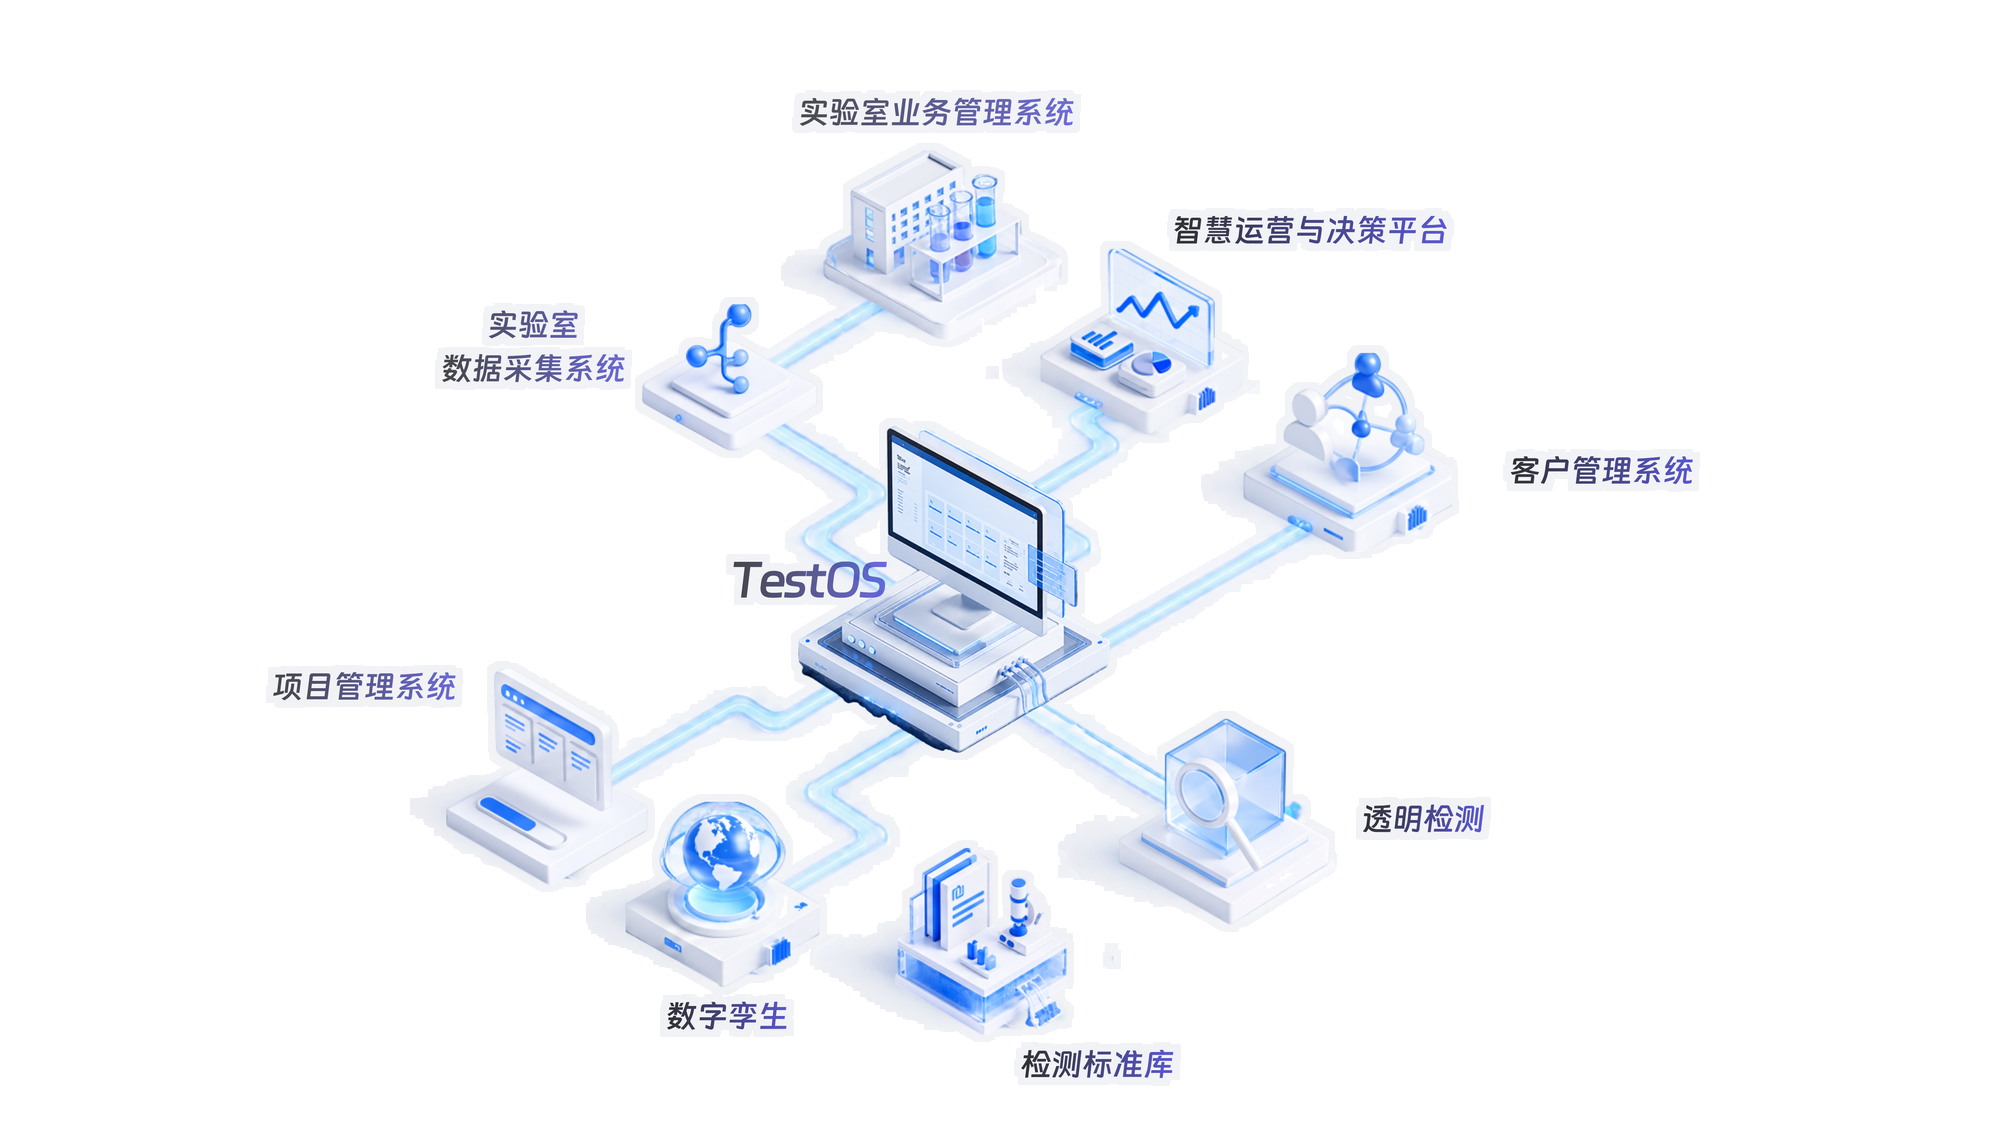 实验室业务管理系统
智慧运营与决策平台
实验室
数据采集系统
客户管理系统
TestOS
项目管理系统
透明检测
数字孪生
检测标准库